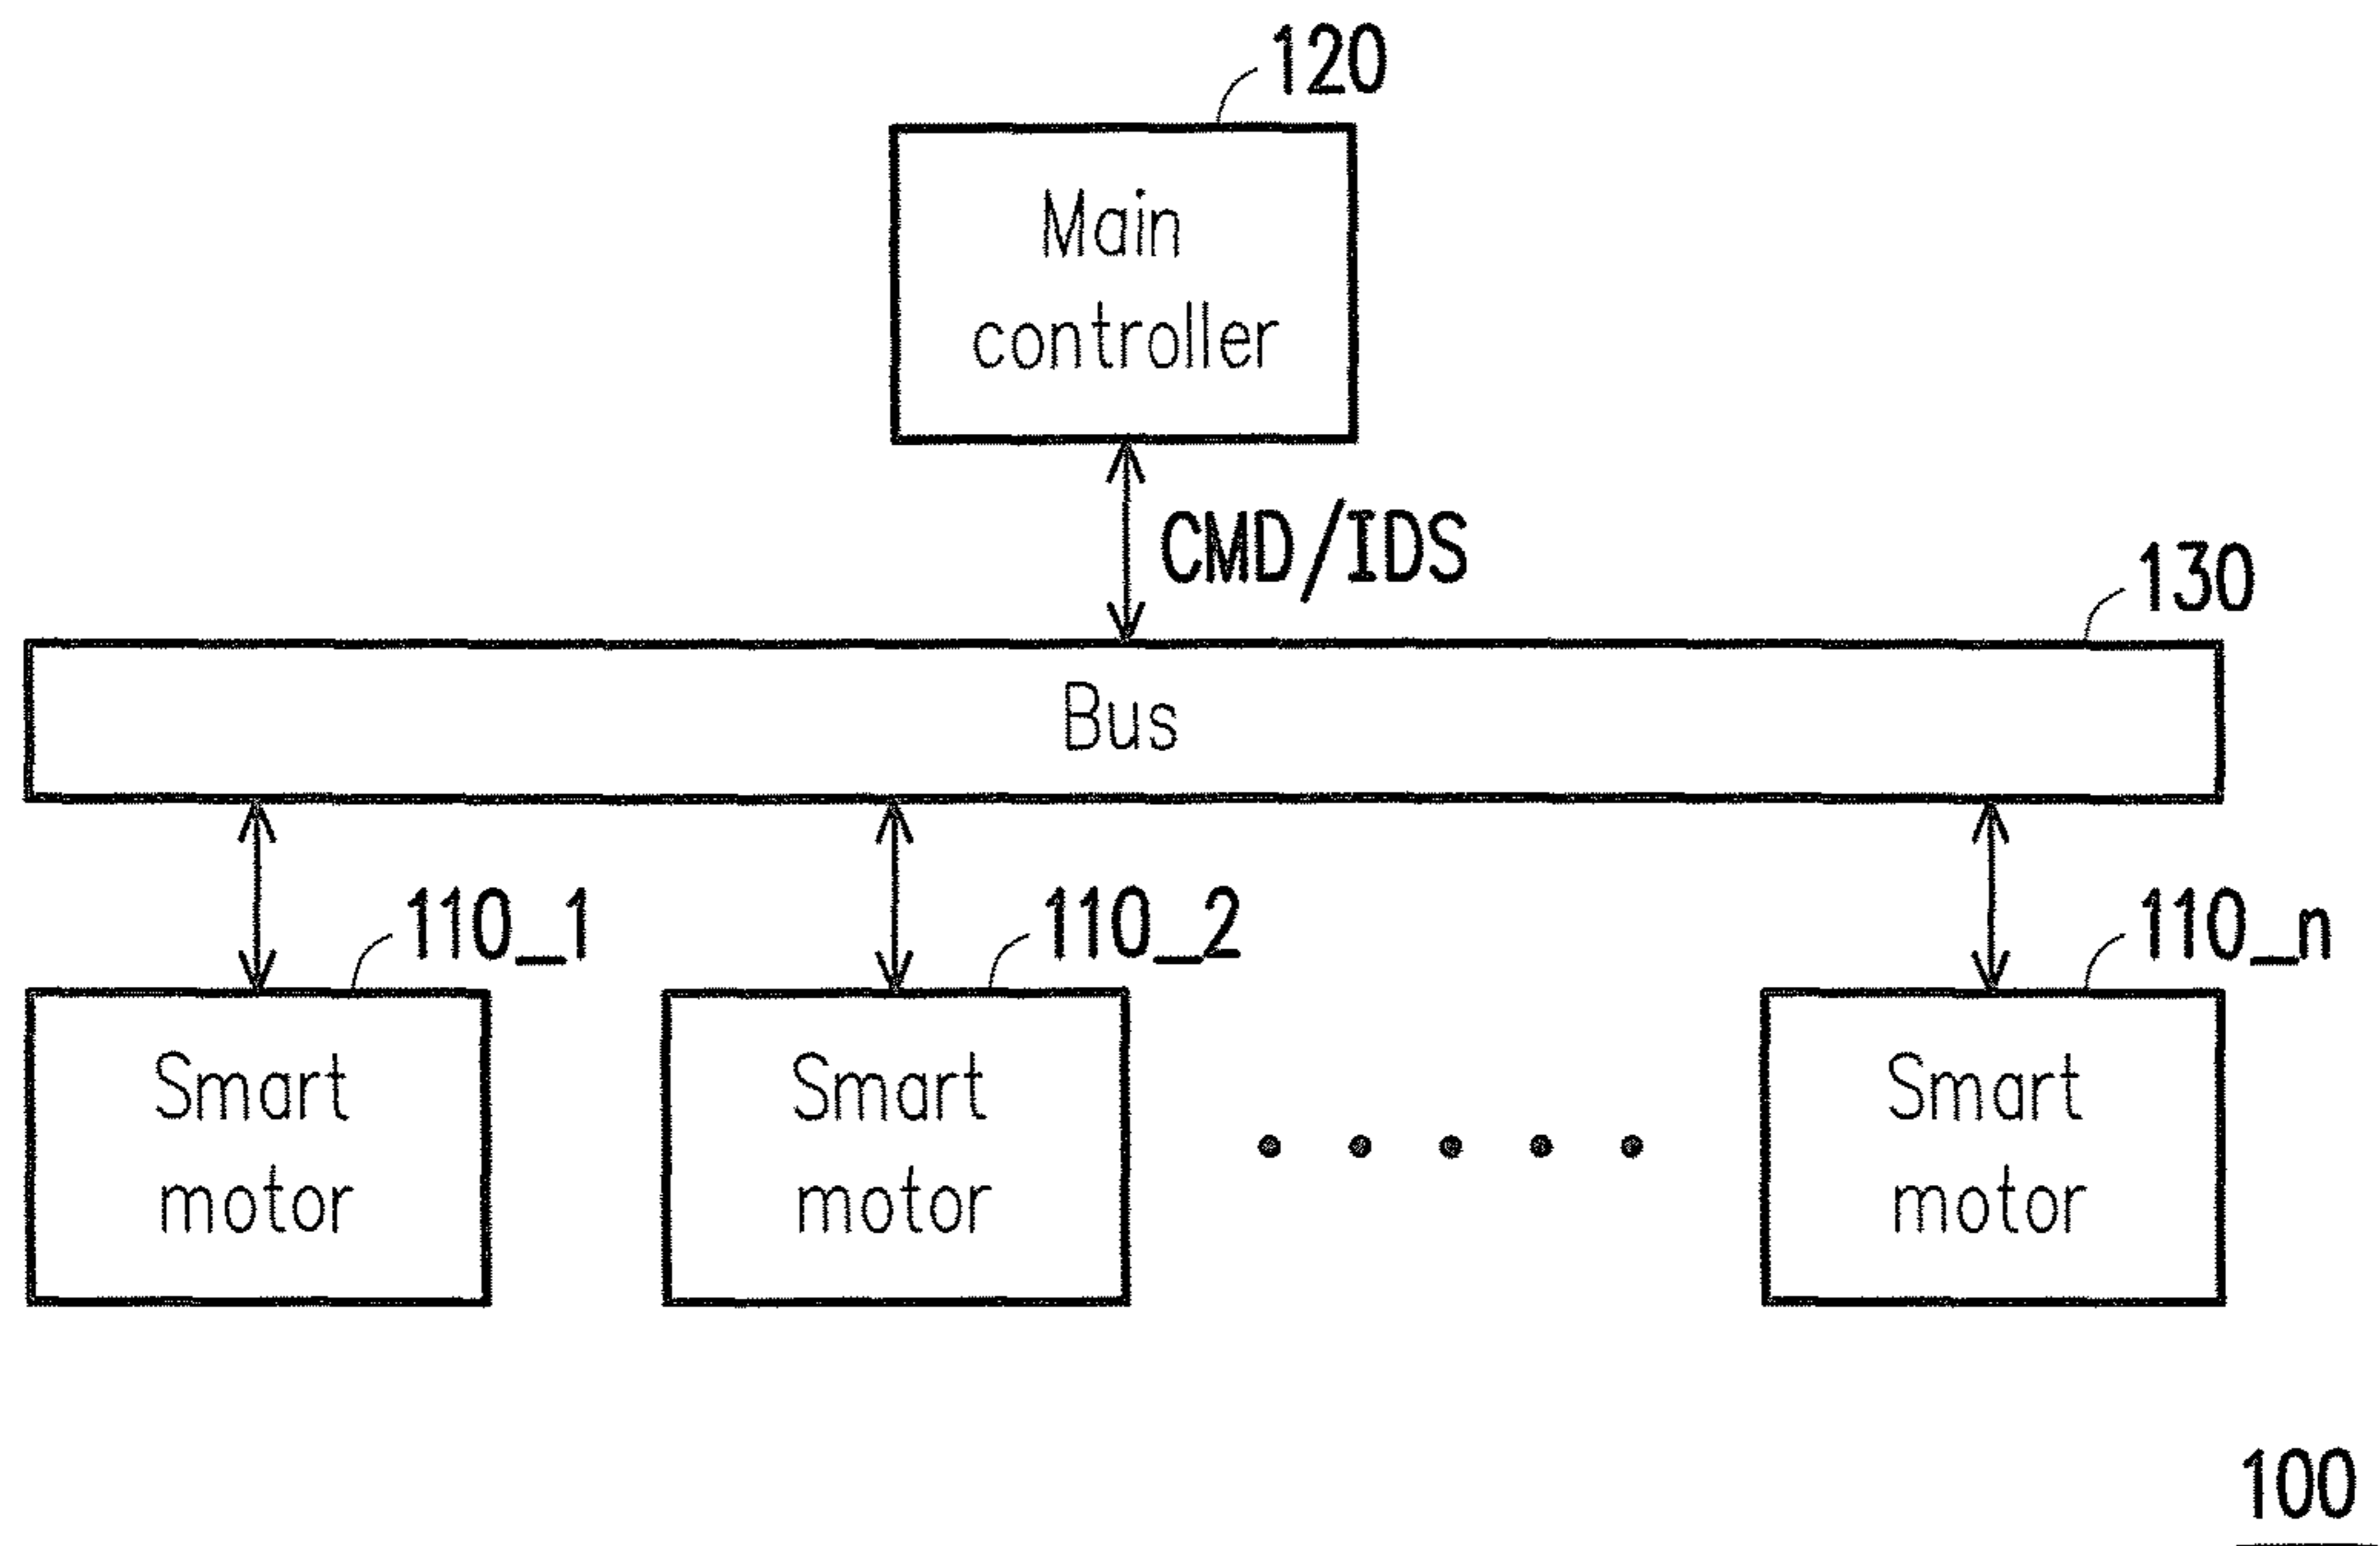 120
Main
controller
CMD/IDS
130
Bus
110_1
110_2
110_n
Smart
motor
Smart
motor
Smart
motor
100